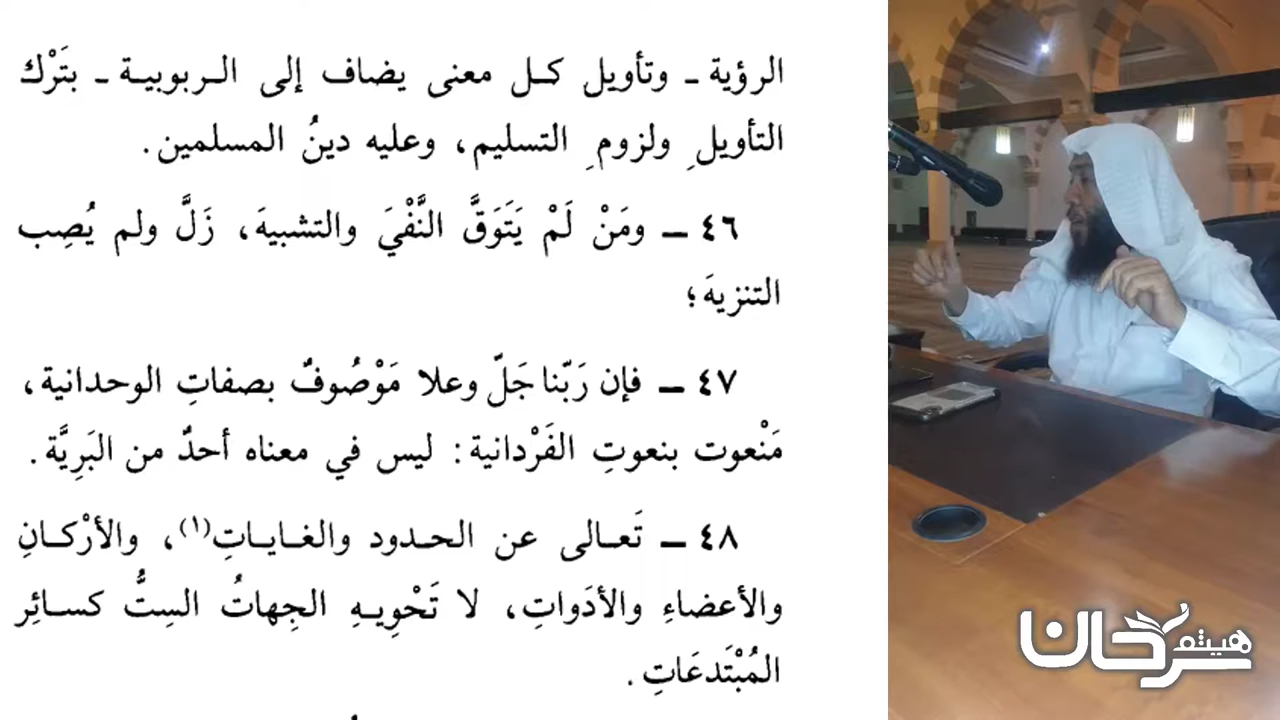 الرؤية ـ وتأويل كل معنى يضاف إلى الربوبية ـ بتَرْك
التأويلِ ولزومِ التسليم، وعليه دينُ المسلمين.
٤٦ ـ ومَنْ لَمْ يَتَوَقَّ النَّفْيَ والتشبيهَ، زَلَّ ولم يُصِب
التنزيهَ؛
٤٧ ـ فإن رَبّنا جَلّ وعلا مَوْصُوفٌ بصفاتِ الوحدانية،
مَنْعوت بنعوتِ الفَرْدانية: ليس في معناه أحدٌ من البَرِيَّة.
٤٨ ـ تَعالى عن الحدود والغاياتِ(١)، والأرْكانِ
والأعضاءِ والأدَواتِ، لا تَحْوِيهِ الجِهاتُ السِتُّ كسائِر
المُبْتَدعَاتِ.
هيثم
سرحان